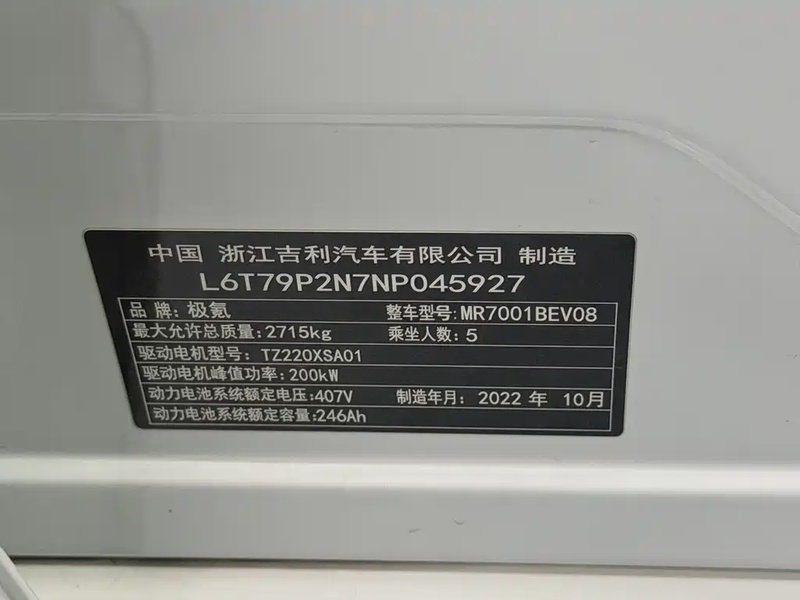 中国 浙江吉利汽车有限公司 制造
L6T79P2N7NP045927
品牌:极氪 整车型号:MR7001BEV08
最大允许总质量:2715kg 乘坐人数:5
驱动电机型号: TZ220XSA01
驱动电机峰值功率:200kW
动力电池系统额定电压:407V 制造年月: 2022 年 10月
动力电池系统额定容量:246Ah